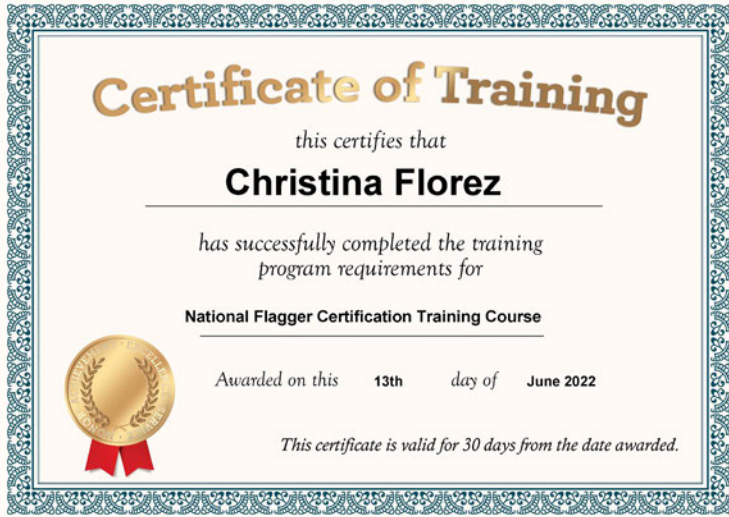 Certificate of Training
this certifies that
Christina Florez
has successfully completed the training
program requirements for
National Flagger Certification Training Course
Awarded on this 13th day of June 2022
This certificate is valid for 30 days from the date awarded.